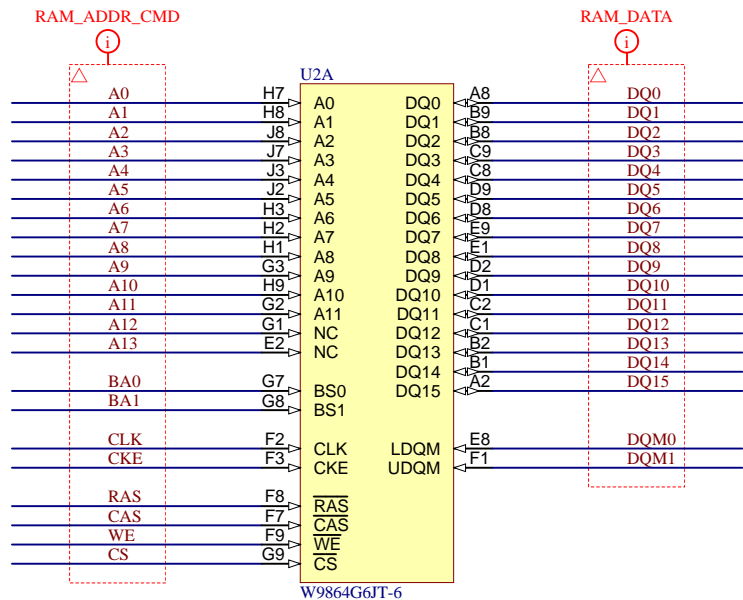 RAM_ADDR_CMD RAM_DATA
i i
U2A
A0 H7 A0 DQ0 A8 DQ0
A1 H8 A1 DQ1 B9 DQ1
A2 J8 A2 DQ2 B8 DQ2
A3 J7 A3 DQ3 C9 DQ3
A4 J3 A4 DQ4 C8 DQ4
A5 J2 A5 DQ5 D9 DQ5
A6 H3 A6 DQ6 D8 DQ6
A7 H2 A7 DQ7 E9 DQ7
A8 H1 A8 DQ8 E1 DQ8
A9 G3 A9 DQ9 D2 DQ9
A10 H9 A10 DQ10 D1 DQ10
A11 G2 A11 DQ11 C2 DQ11
A12 G1 NC DQ12 C1 DQ12
A13 E2 NC DQ13 B2 DQ13
DQ14 B1 DQ14
BA0 G7 BS0 DQ15 A2 DQ15
BA1 G8 BS1
CLK F2 CLK LDQM E8 DQM0
CKE F3 CKE UDQM F1 DQM1
RAS F8 RAS
CAS F7 CAS
WE F9 WE
CS G9 CS
W9864G6JT-6